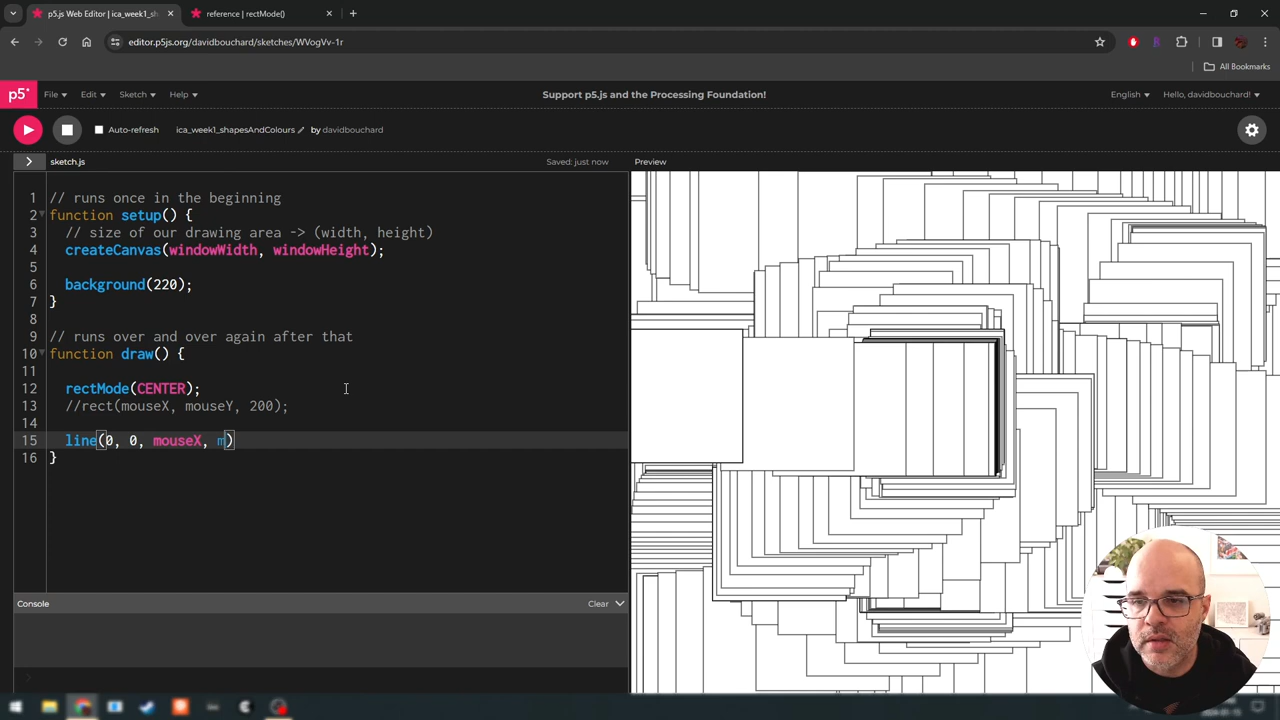 p5.js Web Editor | ica_week1_sh
reference | rectMode()
editor.p5js.org/davidbouchard/sketches/WVogVv-1r
All Bookmarks
p5* File Edit Sketch Help Support p5.js and the Processing Foundation! English Hello, davidbouchard!
Auto-refresh ica_week1_shapesAndColours by davidbouchard
> sketch.js Saved: just now Preview
1 // runs once in the beginning
2 function setup() {
3 // size of our drawing area -> (width, height)
4 createCanvas(windowWidth, windowHeight);
5
6 background(220);
7 }
8
9 // runs over and over again after that
10 function draw() {
11
12 rectMode(CENTER);
13 //rect(mouseX, mouseY, 200);
14
15 line(0, 0, mouseX, m)
16 }
Console Clear
>